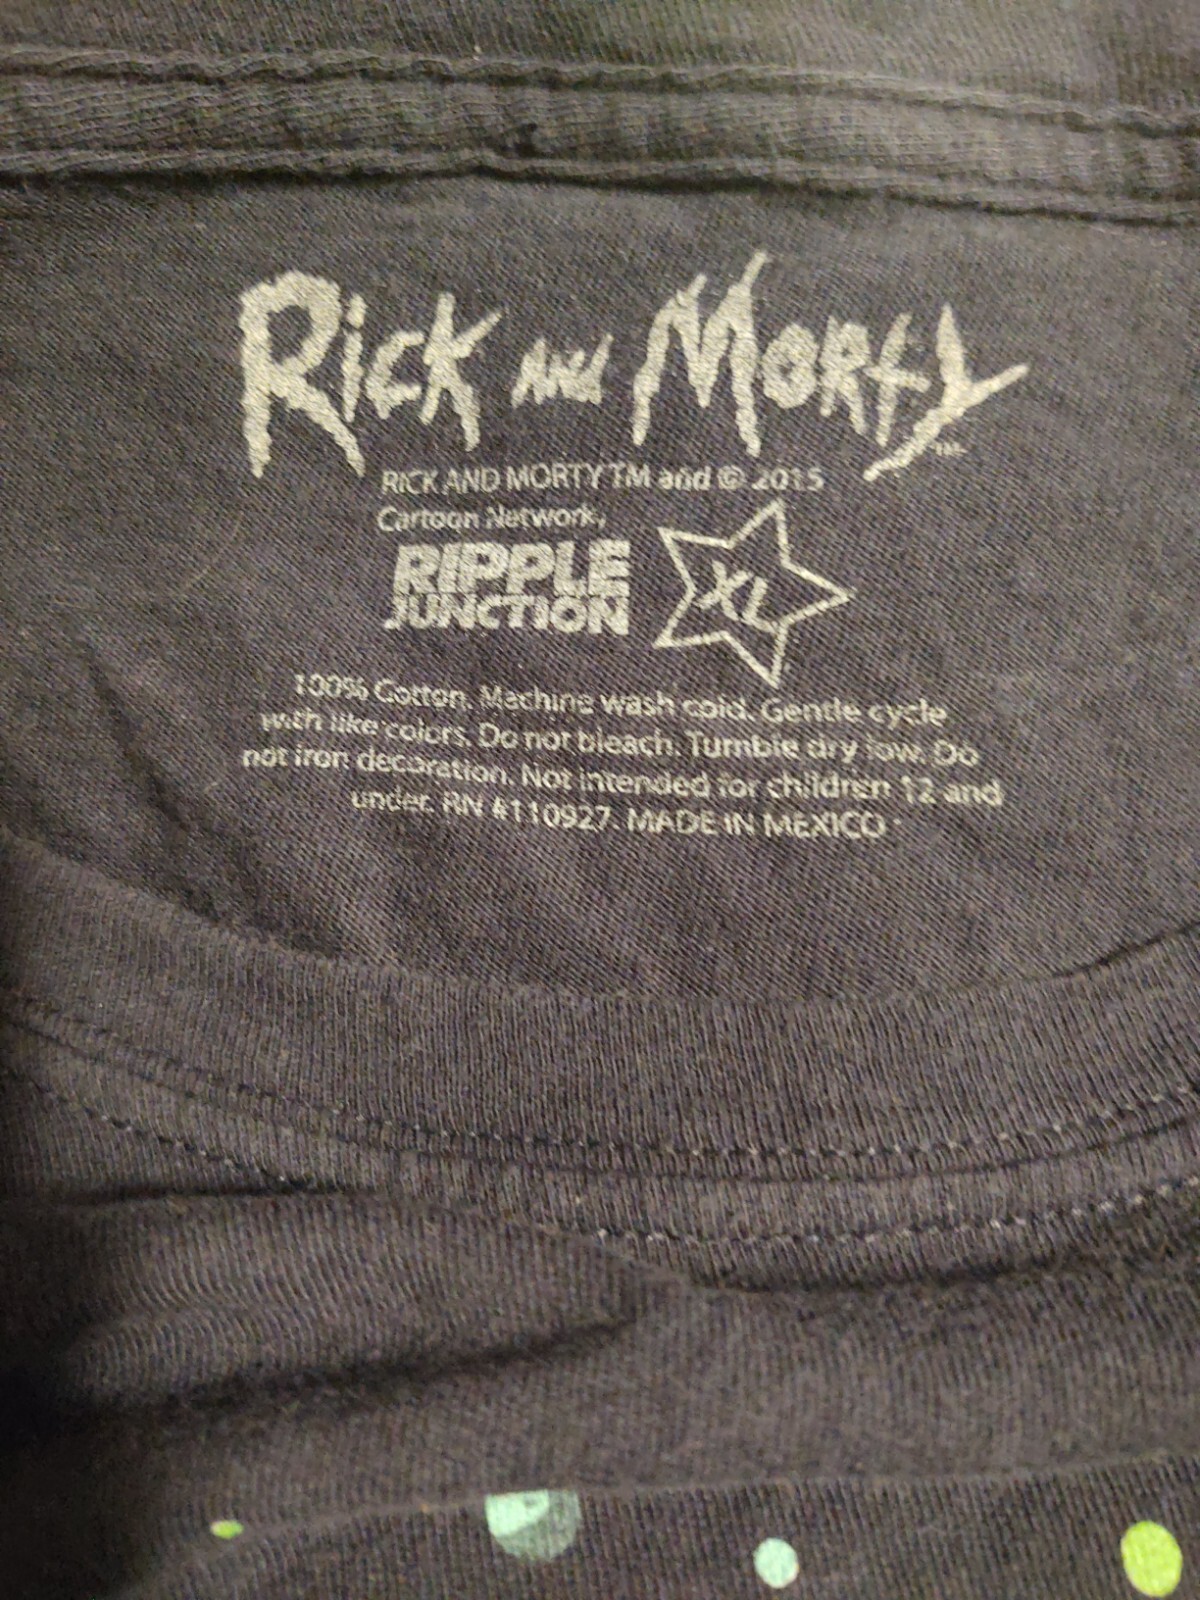 RICK AND MORTY
TM
RICK AND MORTY TM and © 2015
Cartoon Network,
RIPPLE
JUNCTION
XL
100% Cotton. Machine wash cold. Gentle cycle
with like colors. Do not bleach. Tumble dry low. Do
not iron decoration. Not intended for children 12 and
under. RN #110927. MADE IN MEXICO